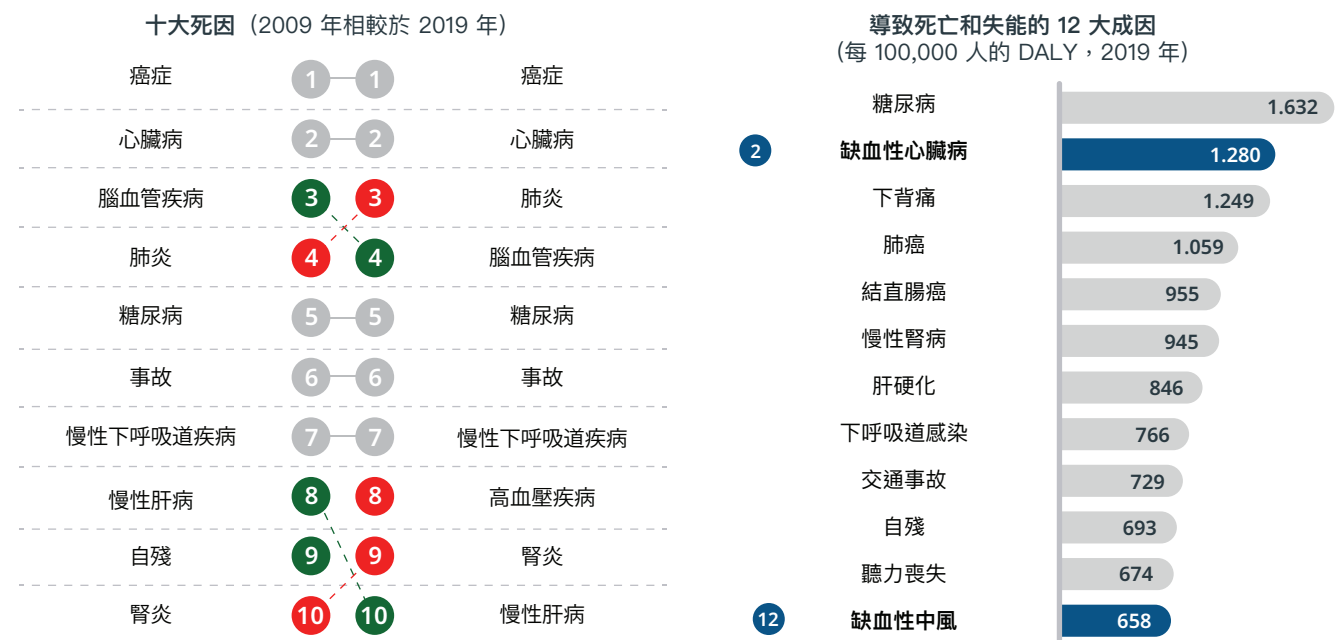 十大死因（2009 年相較於 2019 年）
癌症 1 1 癌症
心臟病 2 2 心臟病
腦血管疾病 3 3 肺炎
肺炎 4 4 腦血管疾病
糖尿病 5 5 糖尿病
事故 6 6 事故
慢性下呼吸道疾病 7 7 慢性下呼吸道疾病
慢性肝病 8 8 高血壓疾病
自殘 9 9 腎炎
腎炎 10 10 慢性肝病
導致死亡和失能的 12 大成因
（每 100,000 人的 DALY，2019 年）
糖尿病 1.632
2 缺血性心臟病 1.280
下背痛 1.249
肺癌 1.059
結直腸癌 955
慢性腎病 945
肝硬化 846
下呼吸道感染 766
交通事故 729
自殘 693
聽力喪失 674
12 缺血性中風 658